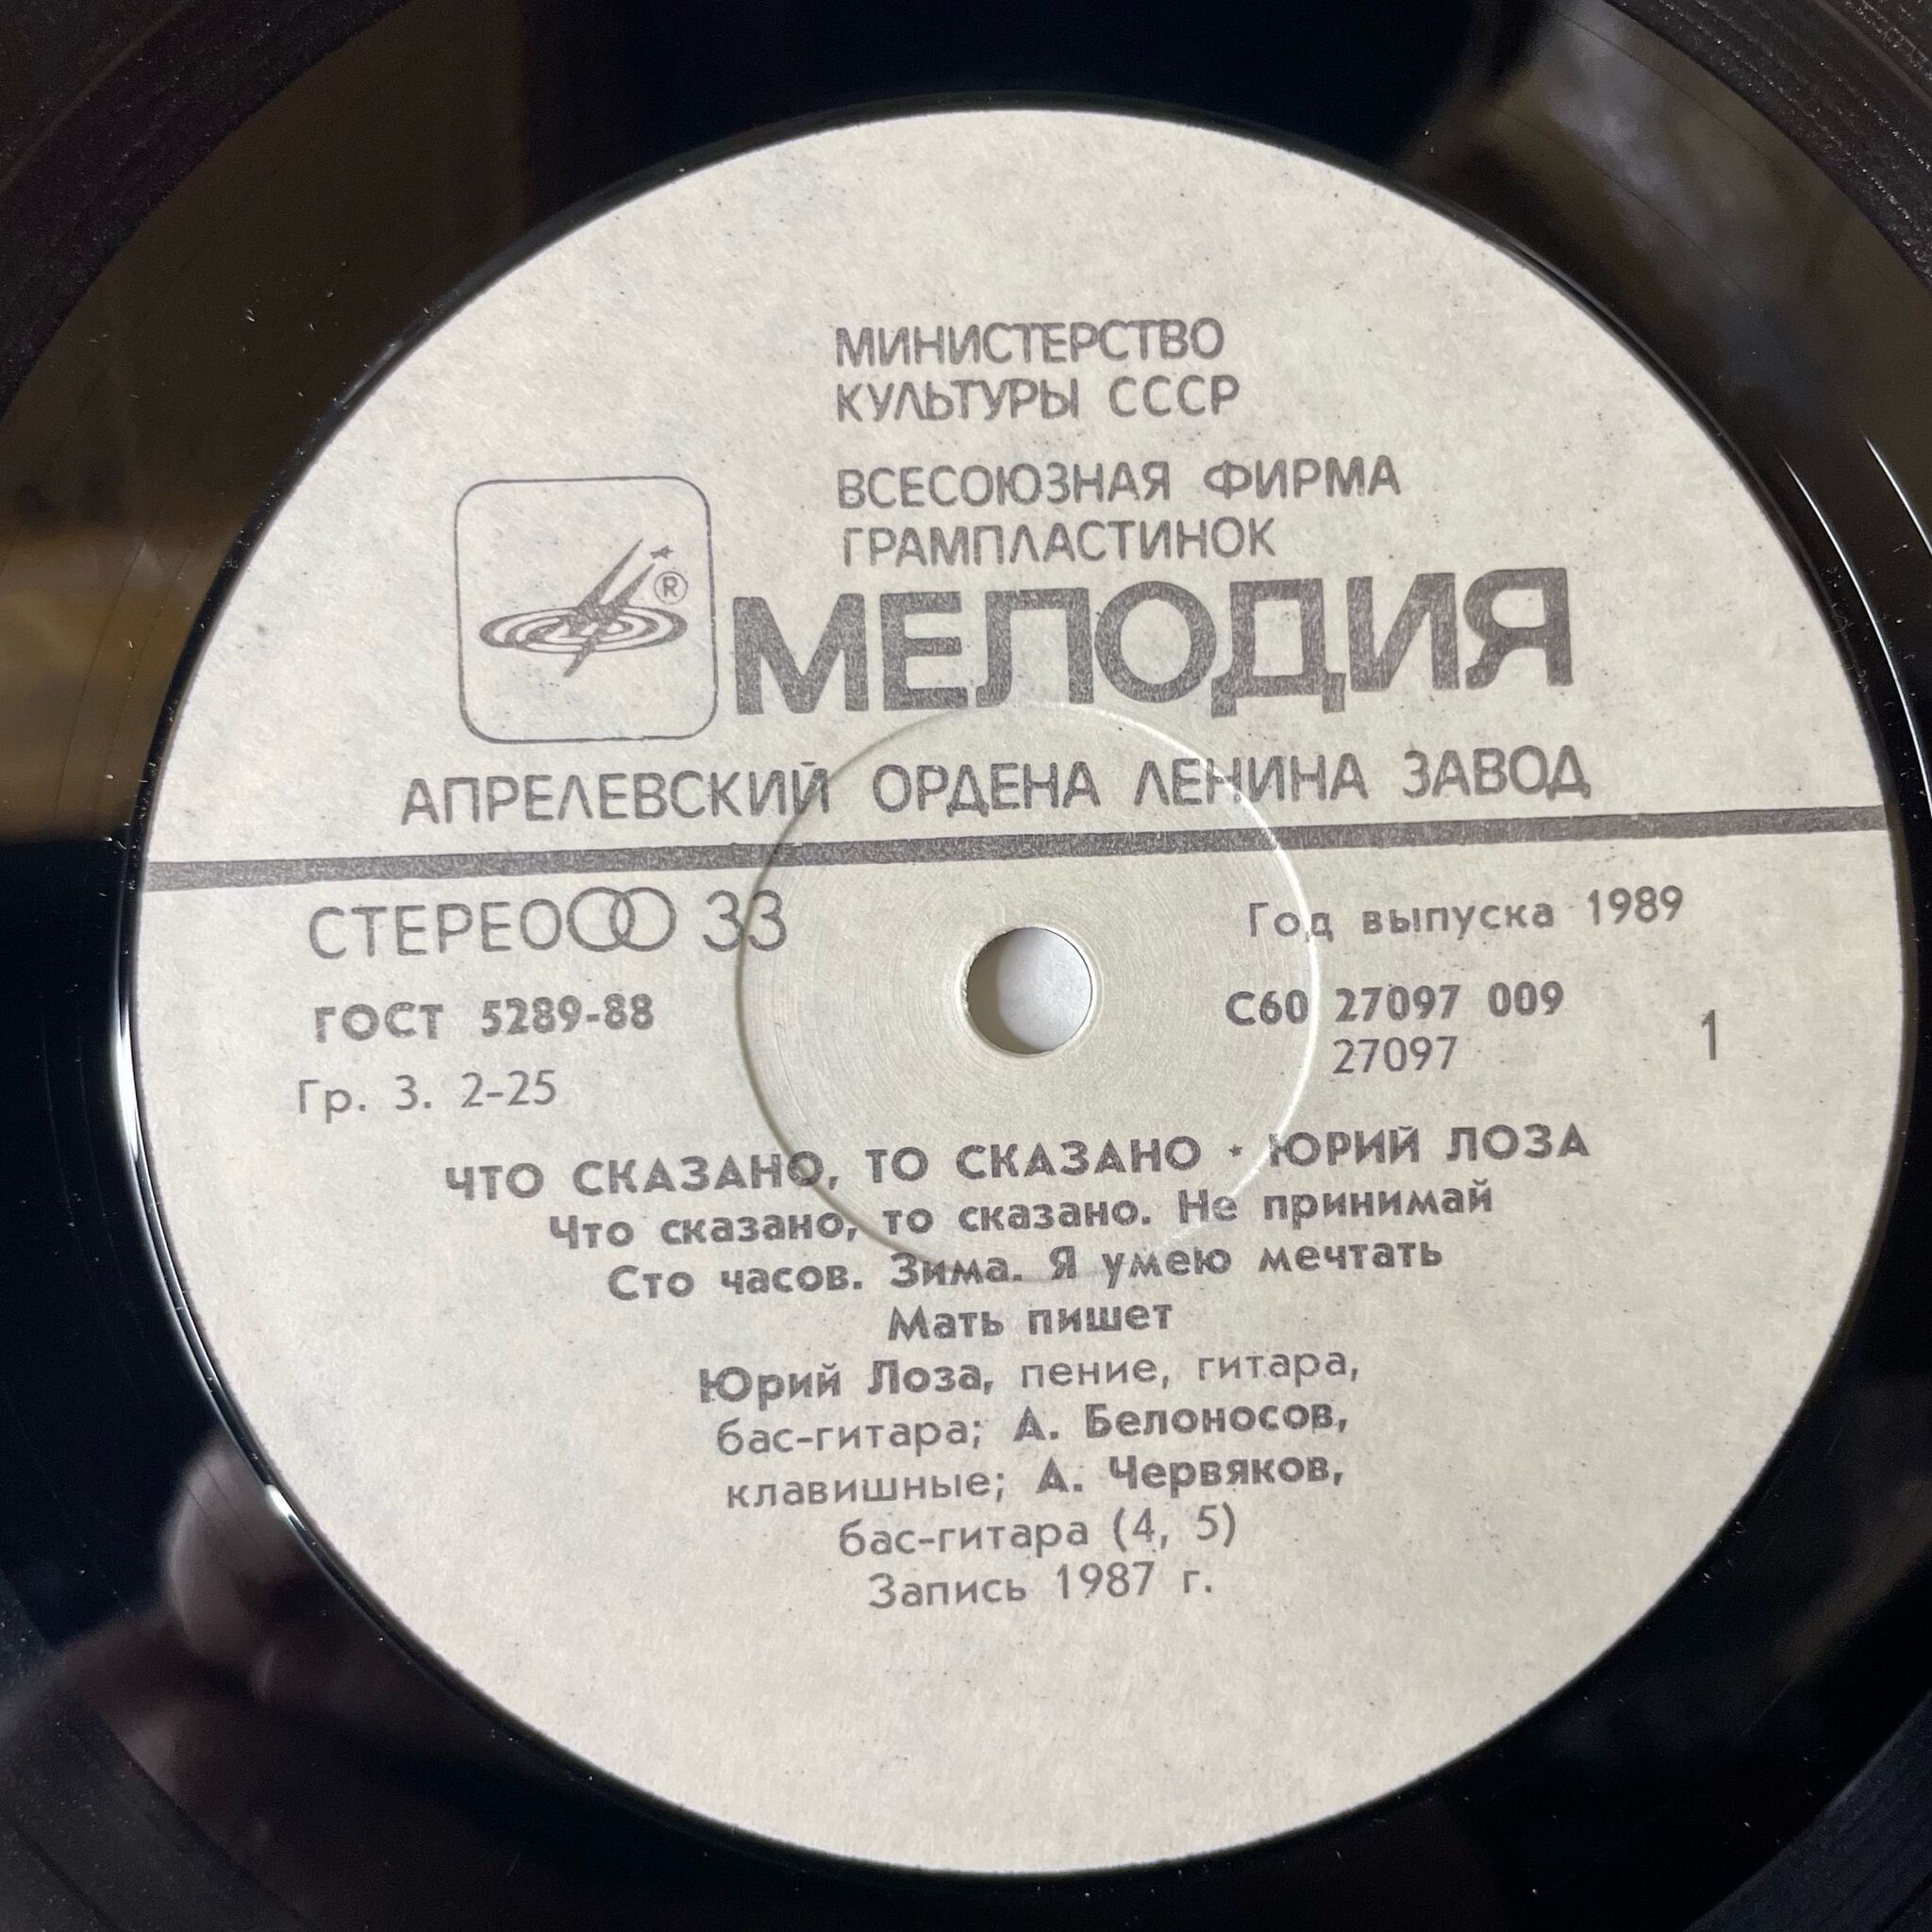 МИНИСТЕРСТВО
КУЛЬТУРЫ СССР
ВСЕСОЮЗНАЯ ФИРМА
ГРАМПЛАСТИНОК
®
МЕЛОДИЯ
АПРЕЛЕВСКИЙ ОРДЕНА ЛЕНИНА ЗАВОД
СТЕРЕО 33
Год выпуска 1989
ГОСТ 5289-88
С60 27097 009
27097
1
Гр. 3. 2-25
ЧТО СКАЗАНО, ТО СКАЗАНО * ЮРИЙ ЛОЗА
Что сказано, то сказано. Не принимай
Сто часов. Зима. Я умею мечтать
Мать пишет
Юрий Лоза, пение, гитара,
бас-гитара; А. Белоносов,
клавишные; А. Червяков,
бас-гитара (4, 5)
Запись 1987 г.